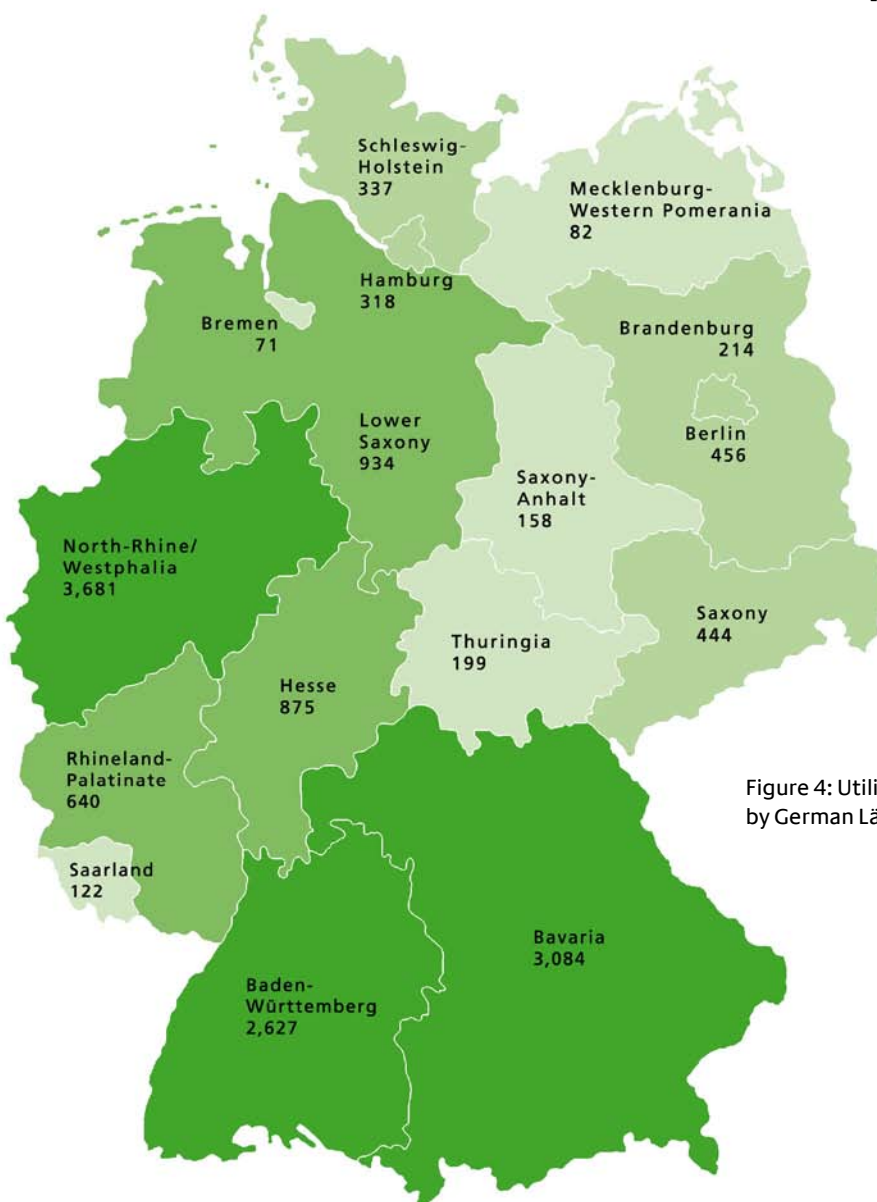 Schleswig-
Holstein
337
Mecklenburg-
Western Pomerania
82
Hamburg
318
Bremen
71
Brandenburg
214
Lower
Saxony
934
Berlin
456
Saxony-
Anhalt
158
North-Rhine/
Westphalia
3,681
Saxony
444
Thuringia
199
Hesse
875
Rhineland-
Palatinate
640
Figure 4: Utili
by German Lä
Saarland
122
Bavaria
3,084
Baden-
Württemberg
2,627